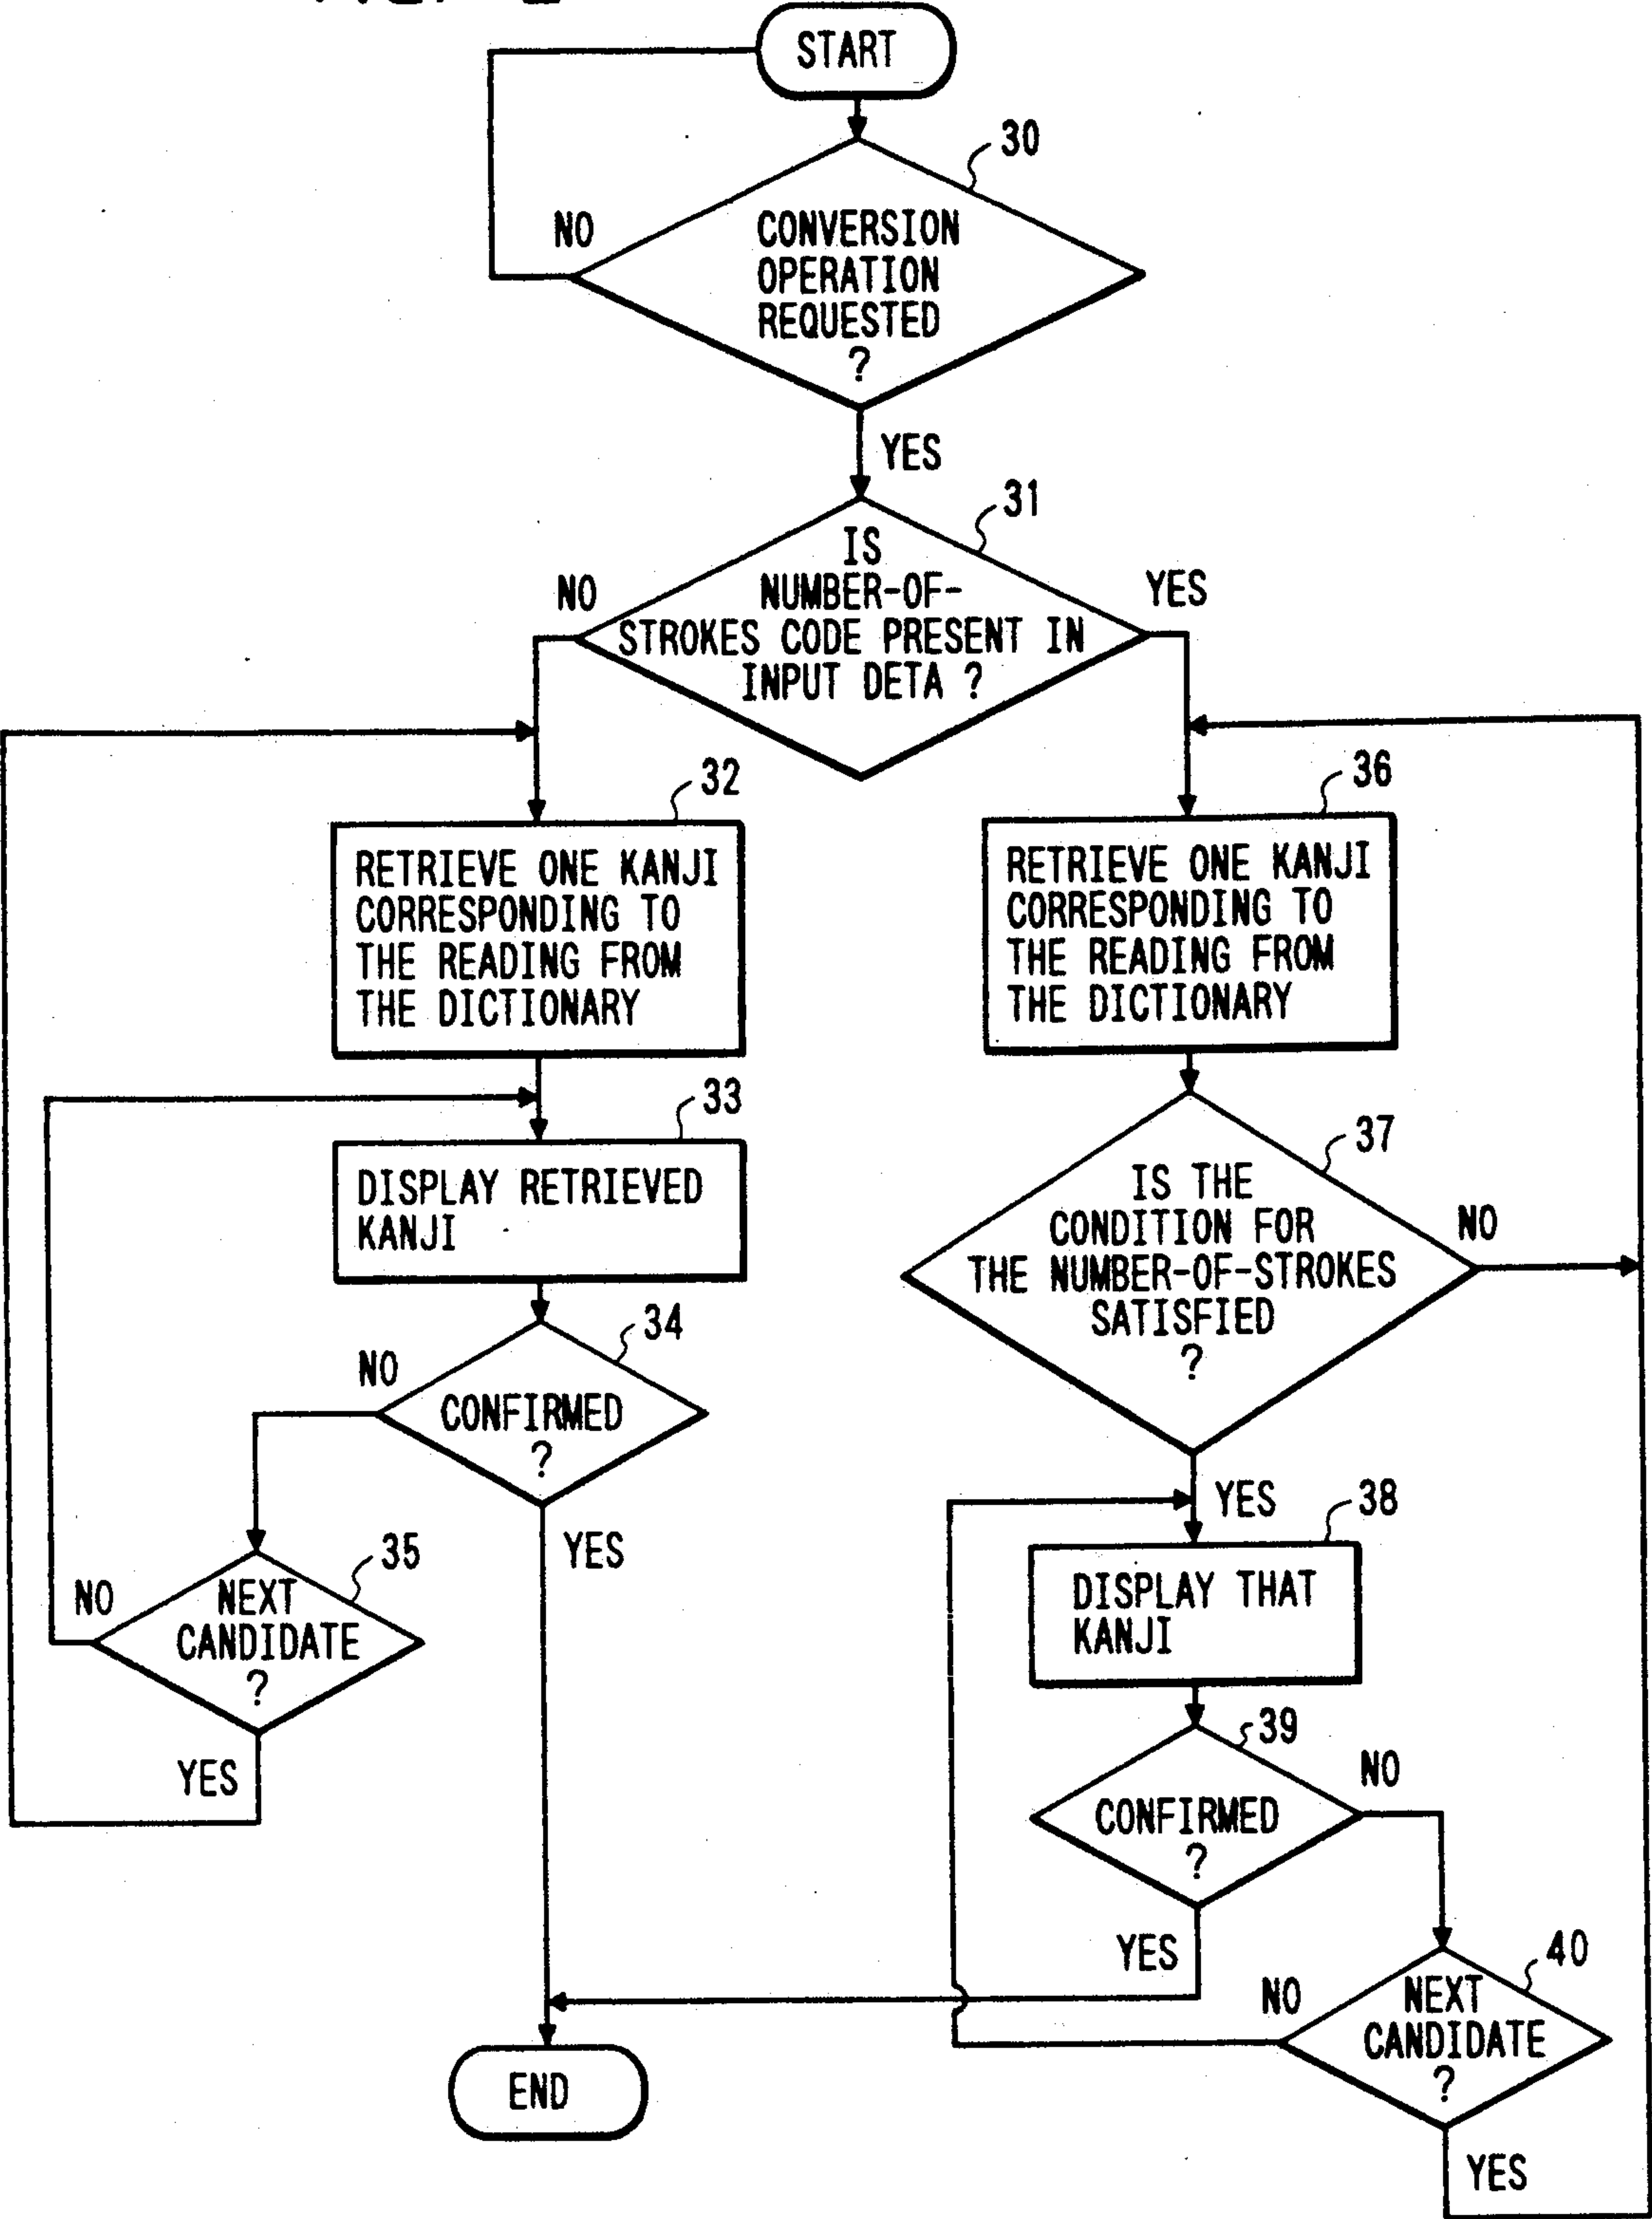 START
30
NO
CONVERSION
OPERATION
REQUESTED
?
YES
31
IS
NUMBER-OF-
STROKES CODE PRESENT IN
INPUT DETA ?
NO
YES
32
RETRIEVE ONE KANJI
CORRESPONDING TO
THE READING FROM
THE DICTIONARY
33
DISPLAY RETRIEVED
KANJI
34
NO
CONFIRMED
?
YES
35
NO
NEXT
CANDIDATE
?
YES
36
RETRIEVE ONE KANJI
CORRESPONDING TO
THE READING FROM
THE DICTIONARY
37
IS THE
CONDITION FOR
THE NUMBER-OF-STROKES
SATISFIED
?
NO
YES
38
DISPLAY THAT
KANJI
39
NO
CONFIRMED
?
YES
40
NO
NEXT
CANDIDATE
?
YES
END